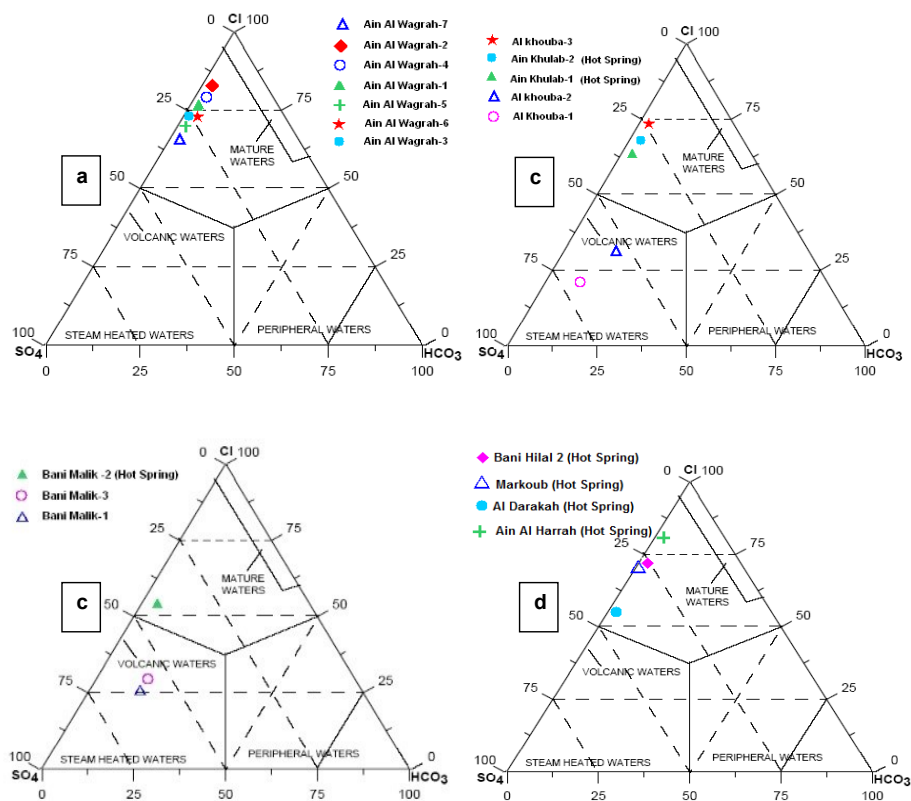 0 Cl 100
Ain Al Wagrah-7
Ain Al Wagrah-2
Ain Al Wagrah-4
Ain Al Wagrah-1
Ain Al Wagrah-5
Ain Al Wagrah-6
Ain Al Wagrah-3
25
75
MATURE
WATERS
a
50
50
VOLCANIC WATERS
75
25
STEAM HEATED WATERS
PERIPHERAL WATERS
100
0
SO4
HCO3
0
25
50
75
100
0 Cl 100
Al khouba-3
Ain Khulab-2 (Hot Spring)
Ain Khulab-1 (Hot Spring)
Al khouba-2
Al Khouba-1
25
75
MATURE
WATERS
c
50
50
VOLCANIC WATERS
75
25
STEAM HEATED WATERS
PERIPHERAL WATERS
100
0
SO4
HCO3
0
25
50
75
100
0 Cl 100
Bani Malik -2 (Hot Spring)
Bani Malik-3
Bani Malik-1
25
75
MATURE
WATERS
c
50
50
VOLCANIC WATERS
75
25
STEAM HEATED WATERS
PERIPHERAL WATERS
100
0
SO4
HCO3
0
25
50
75
100
Bani Hilal 2 (Hot Spring)
Markoub (Hot Spring)
Al Darakah (Hot Spring)
Ain Al Harrah (Hot Spring)
0 Cl 100
25
75
MATURE
WATERS
d
50
50
VOLCANIC WATERS
75
25
STEAM HEATED WATERS
PERIPHERAL WATERS
100
0
SO4
HCO3
0
25
50
75
100